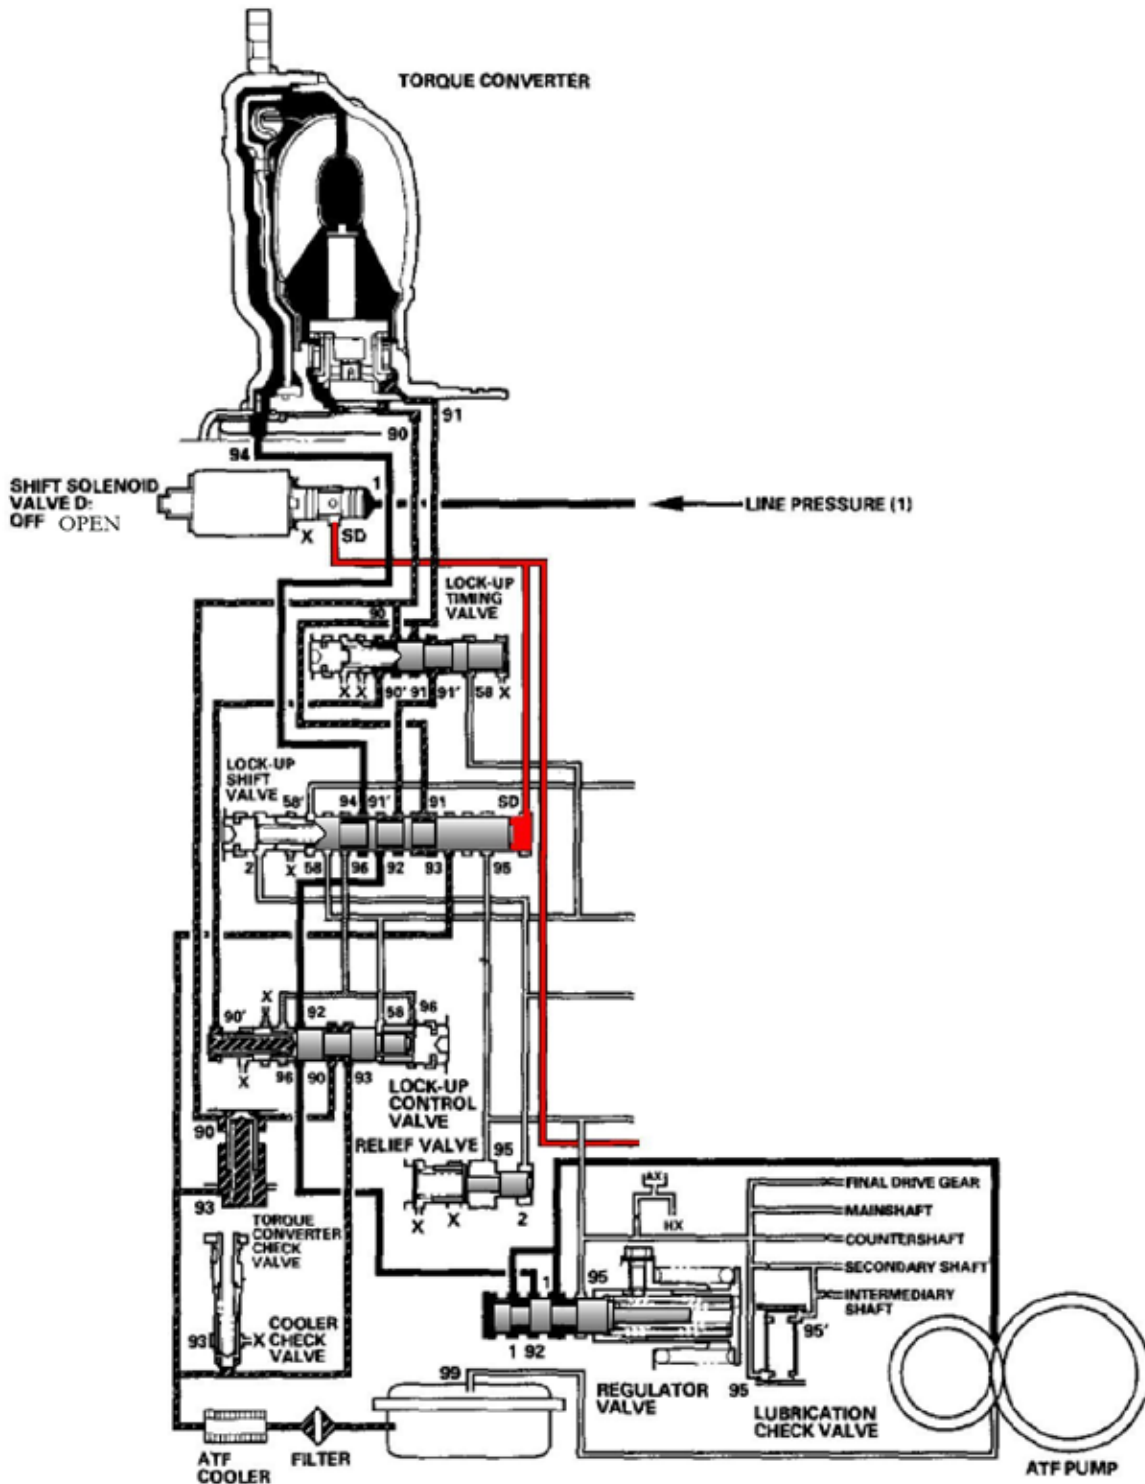 TORQUE CONVERTER
91
90
94
SHIFT SOLENOID
VALVE D:
OFF OPEN
X
1
X SD
LINE PRESSURE (1)
LOCK-UP
TIMING
VALVE
90
X X 90' 91 91' 58 X
LOCK-UP
SHIFT
VALVE
58' 94 91' 91 SD
2 X 58 96 92 93 95
X
90' 92 58 96
X 96 90 93
LOCK-UP
CONTROL
VALVE
90
RELIEF VALVE 95
X X 2
93
TORQUE
CONVERTER
CHECK
VALVE
AX
HX
FINAL DRIVE GEAR
MAINSHAFT
COUNTERSHAFT
SECONDARY SHAFT
INTERMEDIARY
SHAFT
1 95
95'
93 X
COOLER
CHECK
VALVE
1 92
99
REGULATOR
VALVE
95
LUBRICATION
CHECK VALVE
ATF
COOLER
FILTER
ATF PUMP